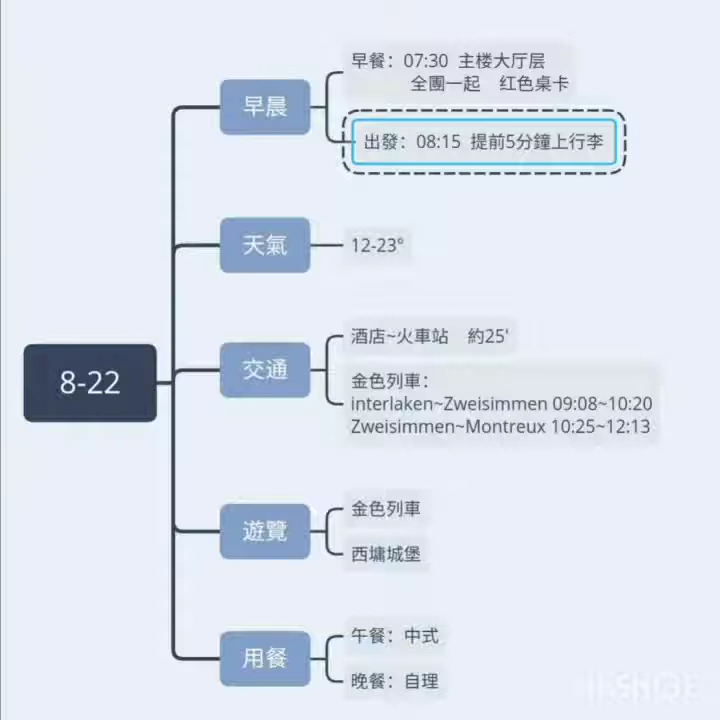 8-22
早晨
早餐：07:30 主楼大厅层
全團一起 红色桌卡
出發：08:15 提前5分鐘上行李
天氣
12-23°
交通
酒店~火車站 約25'
金色列車：
interlaken~Zweisimmen 09:08~10:20
Zweisimmen~Montreux 10:25~12:13
遊覽
金色列車
西墉城堡
用餐
午餐：中式
晚餐：自理